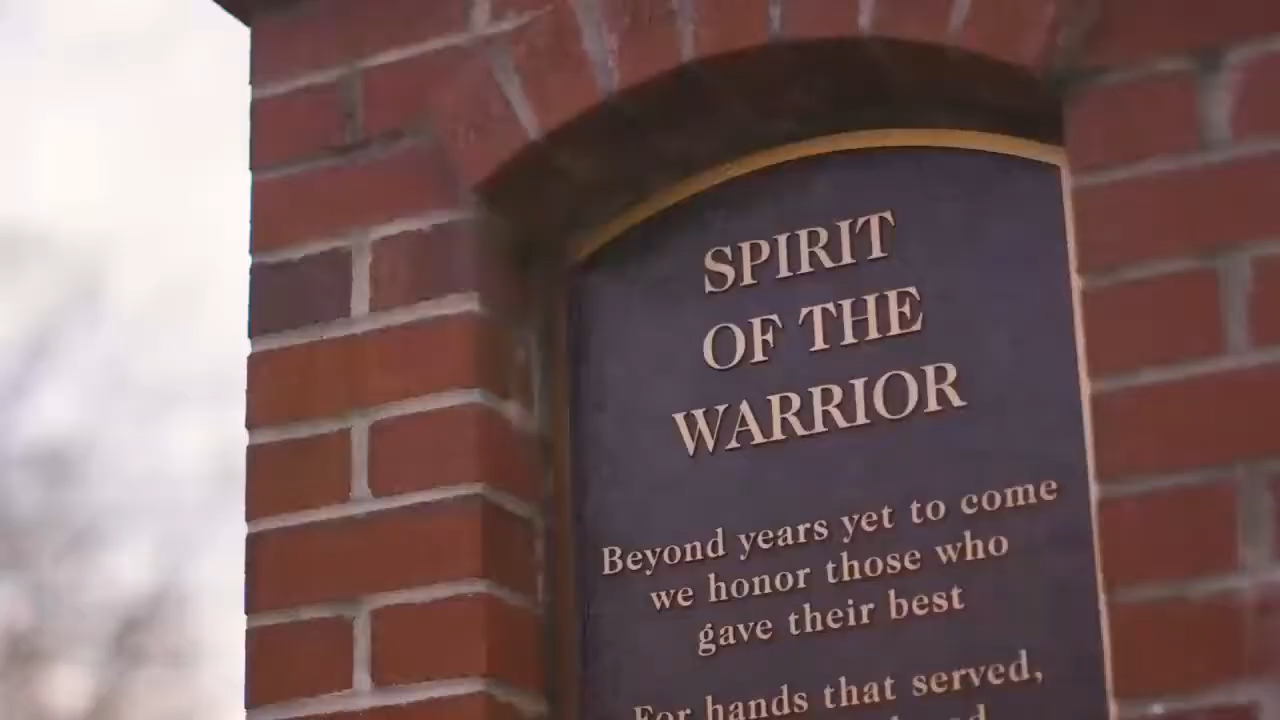 SPIRIT
OF THE
WARRIOR
Beyond years yet to come
we honor those who
gave their best
For hands that served,